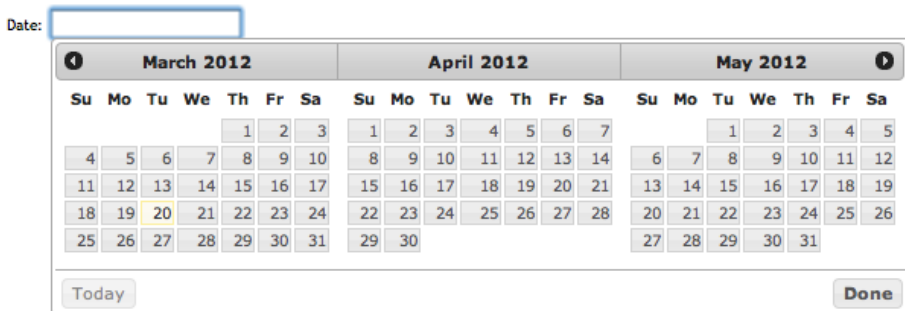 Date:
March 2012 April 2012 May 2012
Su Mo Tu We Th Fr Sa Su Mo Tu We Th Fr Sa Su Mo Tu We Th Fr Sa
1 2 3 1 2 3 4 5 6 7 1 2 3 4 5
4 5 6 7 8 9 10 8 9 10 11 12 13 14 6 7 8 9 10 11 12
11 12 13 14 15 16 17 15 16 17 18 19 20 21 13 14 15 16 17 18 19
18 19 20 21 22 23 24 22 23 24 25 26 27 28 20 21 22 23 24 25 26
25 26 27 28 29 30 31 29 30 27 28 29 30 31
Today Done